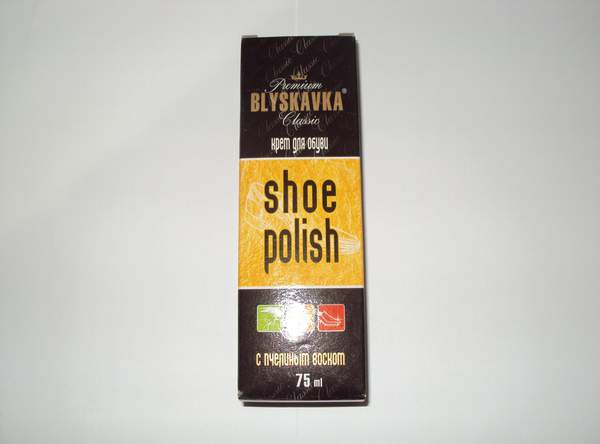 Premium
BLYSKAVKA®
Classic
крем для обуви
shoe
polish
с пчелиным воском
75 ml